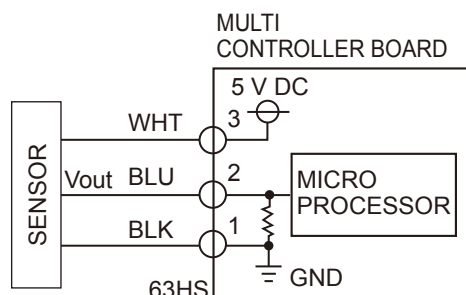 MULTI
CONTROLLER BOARD
5 V DC
WHT
3
SENSOR
Vout
BLU
2
MICRO
PROCESSOR
BLK
1
GND
63HS